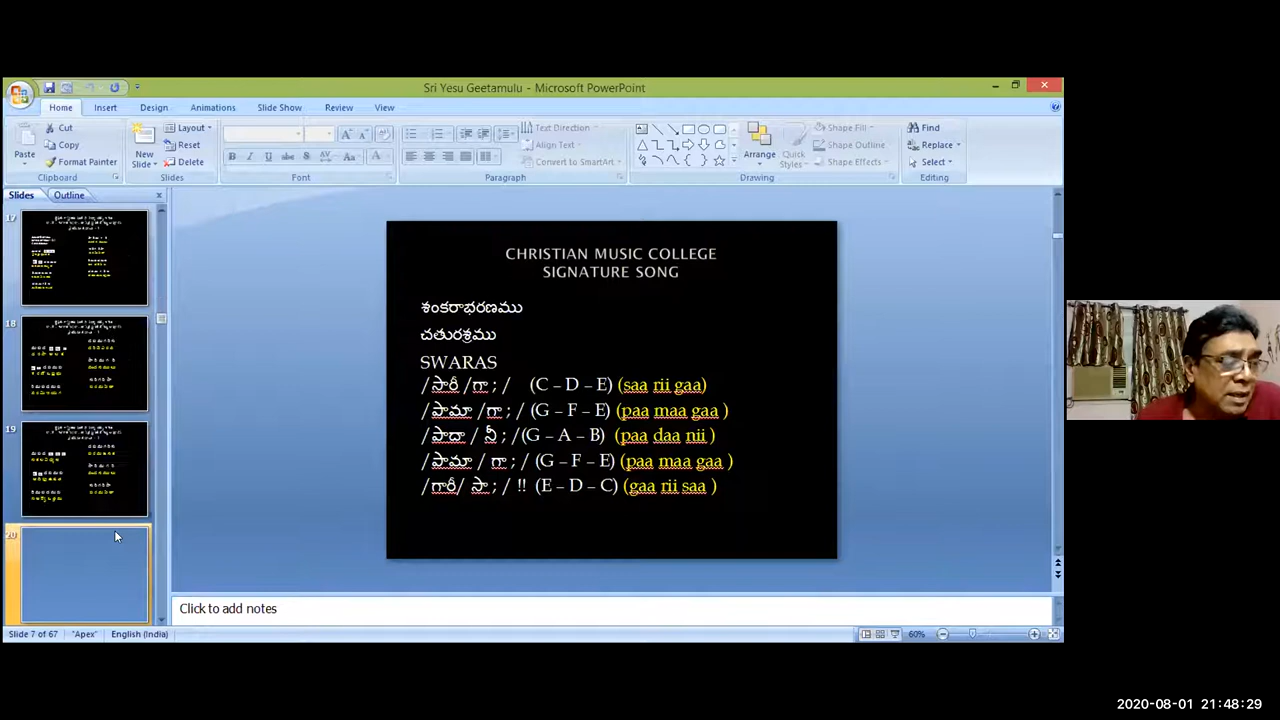 Sri Yesu Geetamulu - Microsoft PowerPoint
Home Insert Design Animations Slide Show Review View
Cut Layout Text Direction Shape Fill Find
Paste Copy New Slide Reset Align Text Arrange Quick Styles Shape Outline Replace
Format Painter Delete Convert to SmartArt Shape Effects Select
Clipboard Slides Font Paragraph Drawing Editing
Slides Outline
17
18
19
20
CHRISTIAN MUSIC COLLEGE
SIGNATURE SONG
శంకరాభరణము
చతురశ్రము
SWARAS
/సారీ /గా ; / (C – D – E) (saa rii gaa)
/పామా /గా ; / (G – F – E) (paa maa gaa )
/పాదా / నీ ; /(G – A – B) (paa daa nii )
/పామా / గా ; / (G – F – E) (paa maa gaa )
/గారీ/ సా ; / !! (E – D – C) (gaa rii saa )
Click to add notes
Slide 7 of 67 "Apex" English (India) 60%
2020-08-01 21:48:29